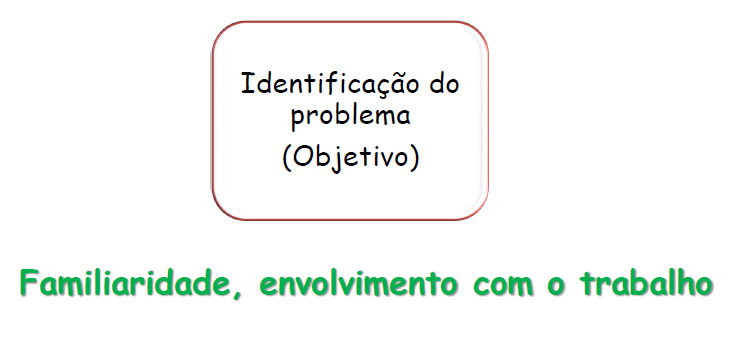 Identificação do
problema
(Objetivo)
Familiaridade, envolvimento com o trabalho